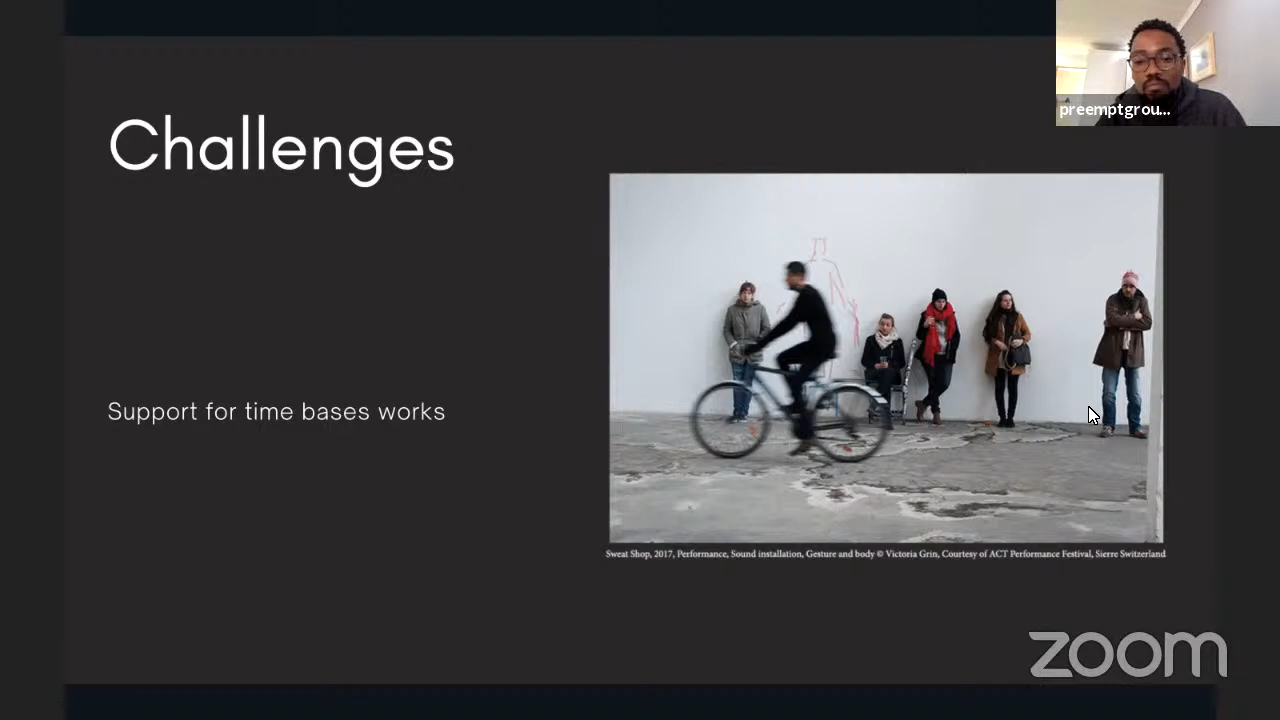 preemptgrou...
Challenges
Support for time bases works
Sweat Shop, 2017, Performance, Sound installation, Gesture and body © Victoria Grin, Courtesy of ACT Performance Festival, Sierre Switzerland
zoom